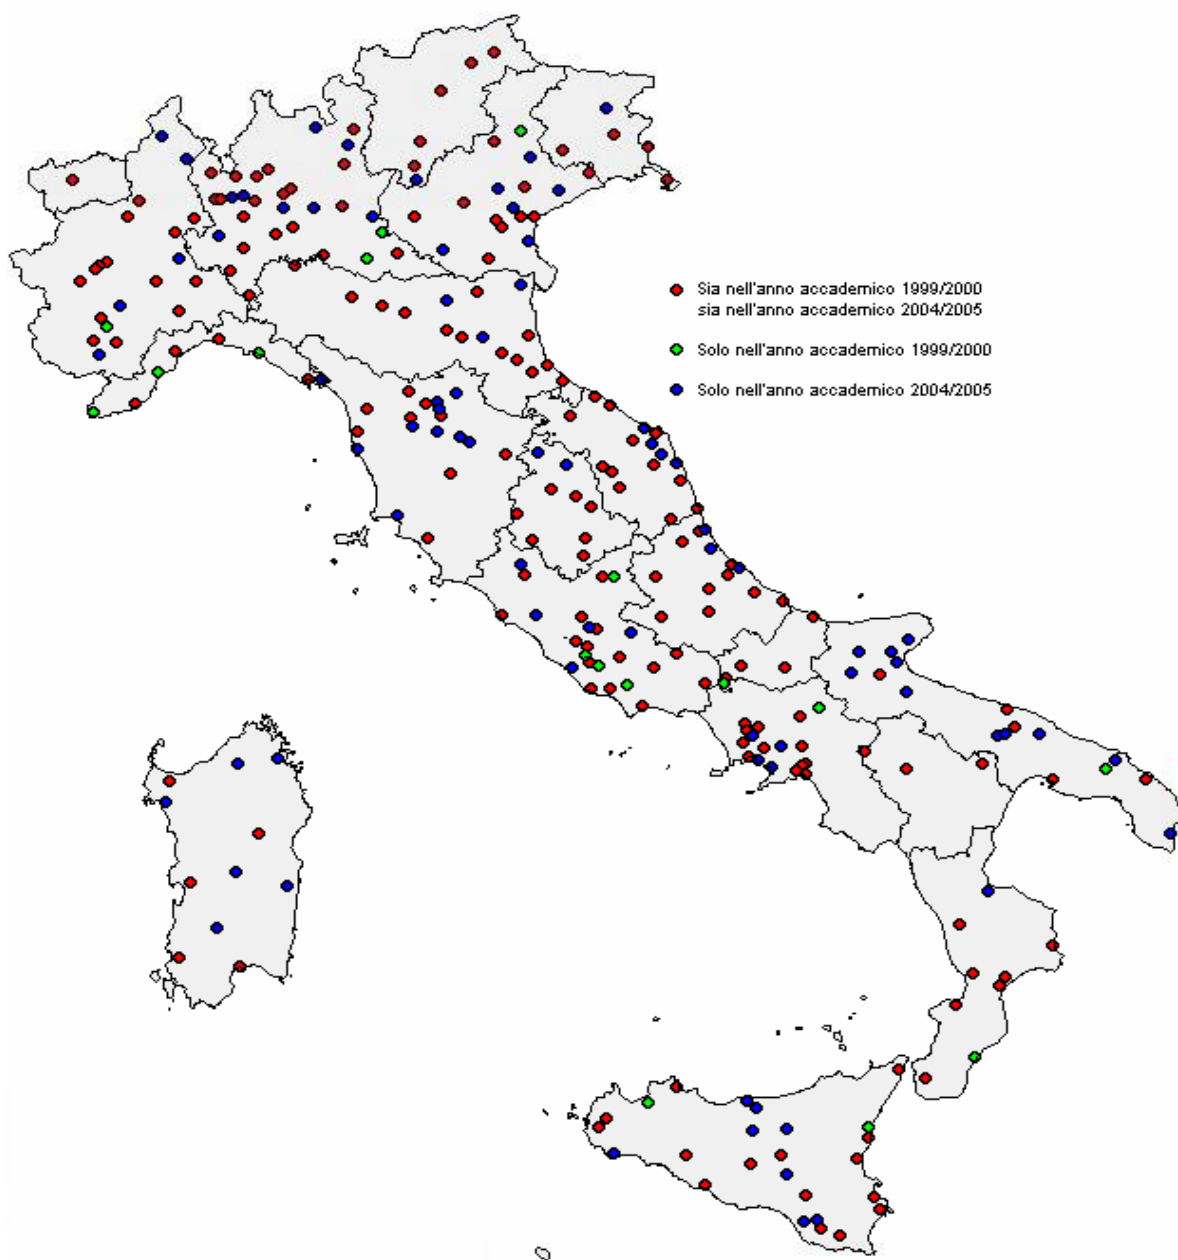 Sia nell'anno accademico 1999/2000
sia nell'anno accademico 2004/2005
Solo nell'anno accademico 1999/2000
Solo nell'anno accademico 2004/2005